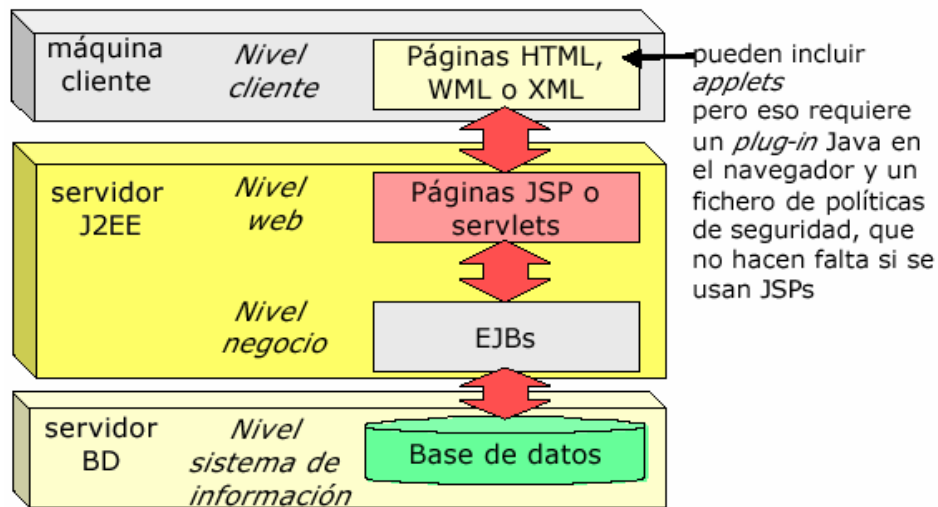 máquina
cliente
Nivel
cliente
Páginas HTML,
WML o XML
pueden incluir
applets
pero eso requiere
un plug-in Java en
el navegador y un
fichero de políticas
de seguridad, que
no hacen falta si se
usan JSPs
servidor
J2EE
Nivel
web
Páginas JSP o
servlets
Nivel
negocio
EJBs
servidor
BD
Nivel
sistema de
información
Base de datos